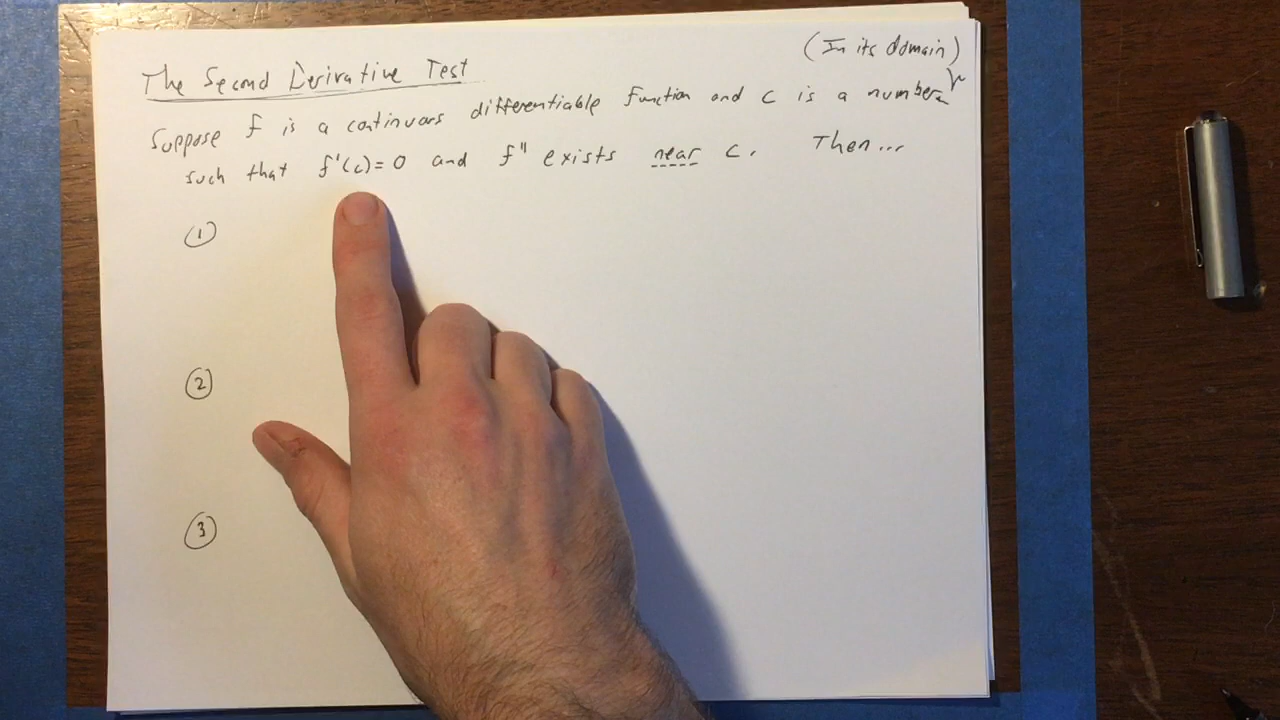 The Second Derivative Test
(In its domain)
Suppose f is a continuous differentiable function and c is a number
such that f'(c)=0 and f" exists near c. Then...
①
②
③